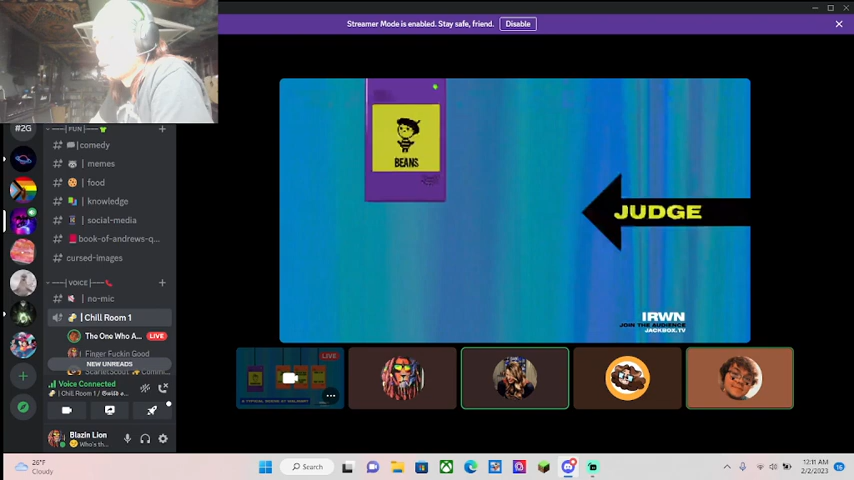 Streamer Mode is enabled. Stay safe, friend.
Disable
#2G
FUN
comedy
memes
food
knowledge
social-media
book-of-andrews-q...
cursed-images
VOICE
no-mic
Chill Room 1
The One Who A...
LIVE
Finger Fuckin Good
NEW UNREADS
Voice Connected
Chill Room 1 /
Blazin Lion
Who's th...
BEANS
JUDGE
IRWN
JOIN THE AUDIENCE
JACKBOX.TV
LIVE
26°F
Cloudy
Search
12:11 AM
2/2/2023
16